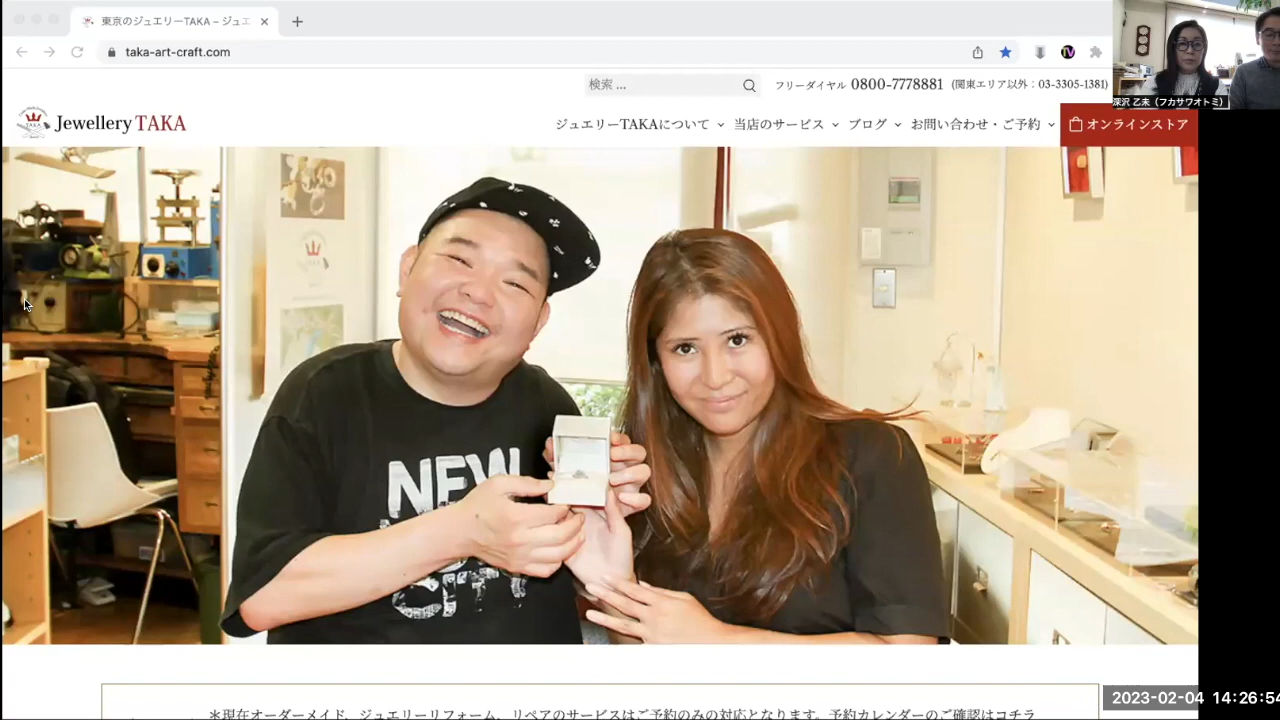 東京のジュエリーTAKA – ジュエ
taka-art-craft.com
検索 ...
フリーダイヤル 0800-7778881 (関東エリア以外：03-3305-1381)
深沢 乙未（フカサワオトミ）
Jewellery TAKA
ジュエリーTAKAについて
当店のサービス
ブログ
お問い合わせ・ご予約
オンラインストア
NEW
CITY
＊現在オーダーメイド、ジュエリーリフォーム、リペアのサービスはご予約のみの対応となります。予約カレンダーのご確認はコチラ
2023-02-04 14:26:54